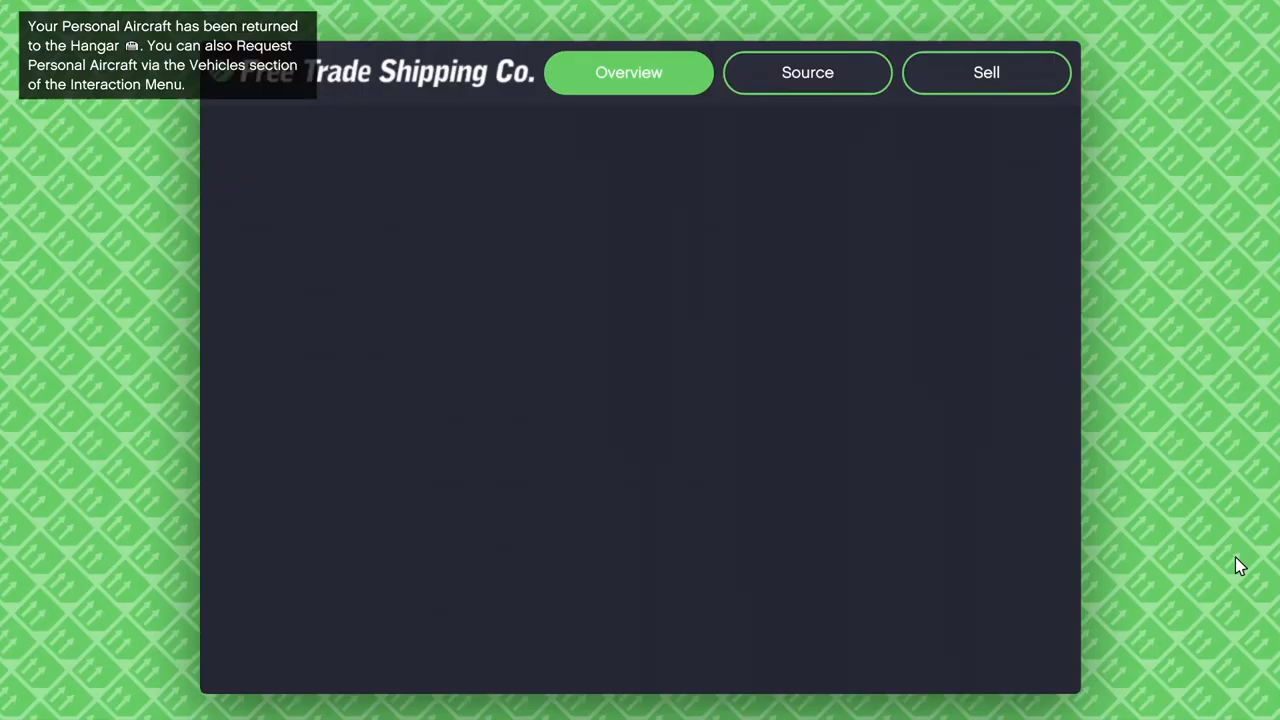 Your Personal Aircraft has been returned
to the Hangar . You can also Request
Personal Aircraft via the Vehicles section
of the Interaction Menu.
Free Trade Shipping Co.
Overview
Source
Sell